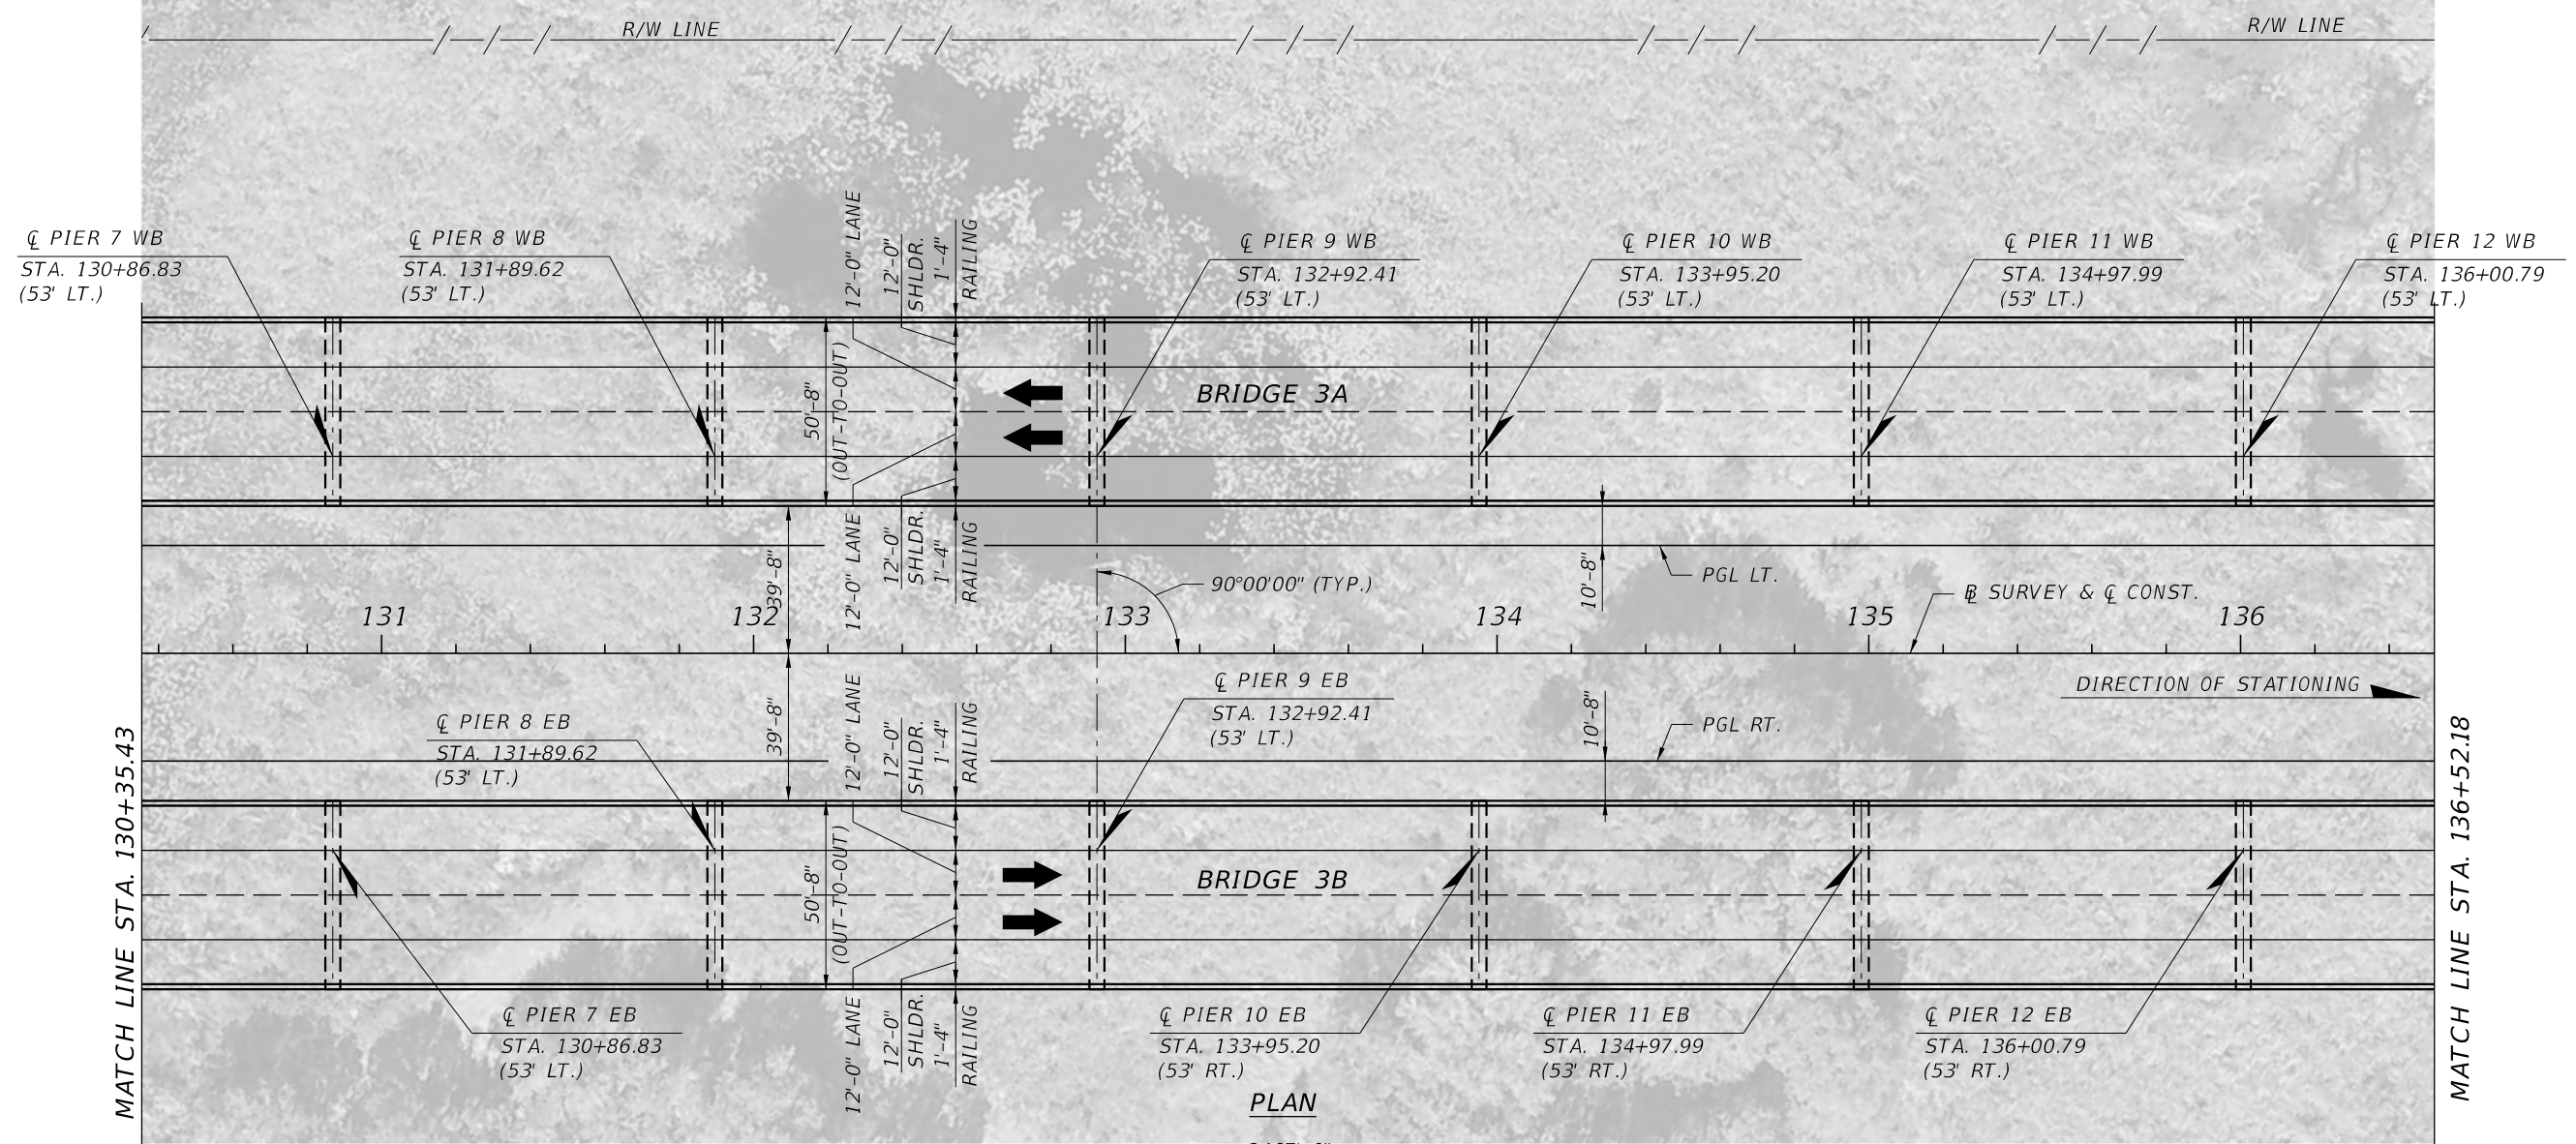 R/W LINE
R/W LINE
℄ PIER 7 WB
STA. 130+86.83
(53' LT.)
℄ PIER 8 WB
STA. 131+89.62
(53' LT.)
12'-0" LANE
12'-0"
SHLDR.
1'-4"
RAILING
℄ PIER 9 WB
STA. 132+92.41
(53' LT.)
℄ PIER 10 WB
STA. 133+95.20
(53' LT.)
℄ PIER 11 WB
STA. 134+97.99
(53' LT.)
℄ PIER 12 WB
STA. 136+00.79
(53' LT.)
50'-8"
(OUT-TO-OUT)
BRIDGE 3A
39'-8"
12'-0" LANE
12'-0"
SHLDR.
1'-4"
RAILING
90°00'00" (TYP.)
10'-8"
PGL LT.
BL SURVEY & ℄ CONST.
131
132
133
134
135
136
DIRECTION OF STATIONING
39'-8"
12'-0" LANE
12'-0"
SHLDR.
1'-4"
RAILING
℄ PIER 8 EB
STA. 131+89.62
(53' LT.)
℄ PIER 9 EB
STA. 132+92.41
(53' LT.)
10'-8"
PGL RT.
MATCH LINE STA. 130+35.43
MATCH LINE STA. 136+52.18
50'-8"
(OUT-TO-OUT)
BRIDGE 3B
12'-0" LANE
12'-0"
SHLDR.
1'-4"
RAILING
℄ PIER 7 EB
STA. 130+86.83
(53' LT.)
℄ PIER 10 EB
STA. 133+95.20
(53' RT.)
℄ PIER 11 EB
STA. 134+97.99
(53' RT.)
℄ PIER 12 EB
STA. 136+00.79
(53' RT.)
PLAN